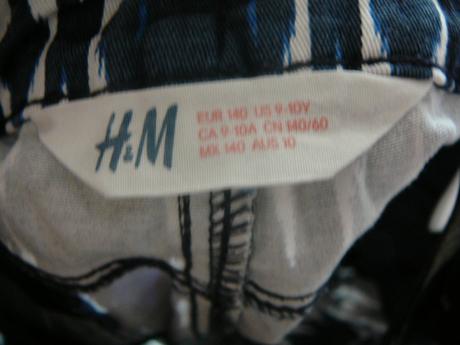 H&M
EUR 140 US 9-10Y
CA 9-10A CN 140/60
MX 140 AUS 10